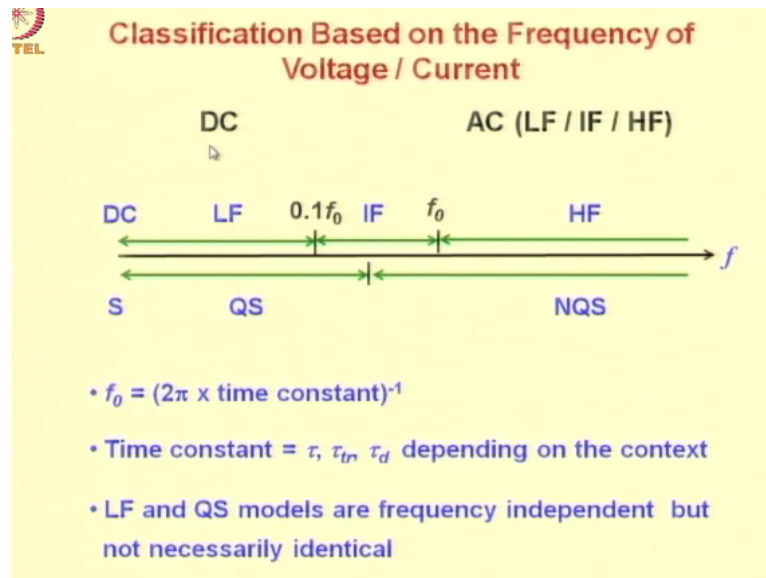 TEL
Classification Based on the Frequency of
Voltage / Current
DC
AC (LF / IF / HF)
DC LF 0.1f₀ IF f₀ HF
f
S QS NQS
• f₀ = (2π x time constant)⁻¹
• Time constant = τ, τtr, τd depending on the context
• LF and QS models are frequency independent but
not necessarily identical